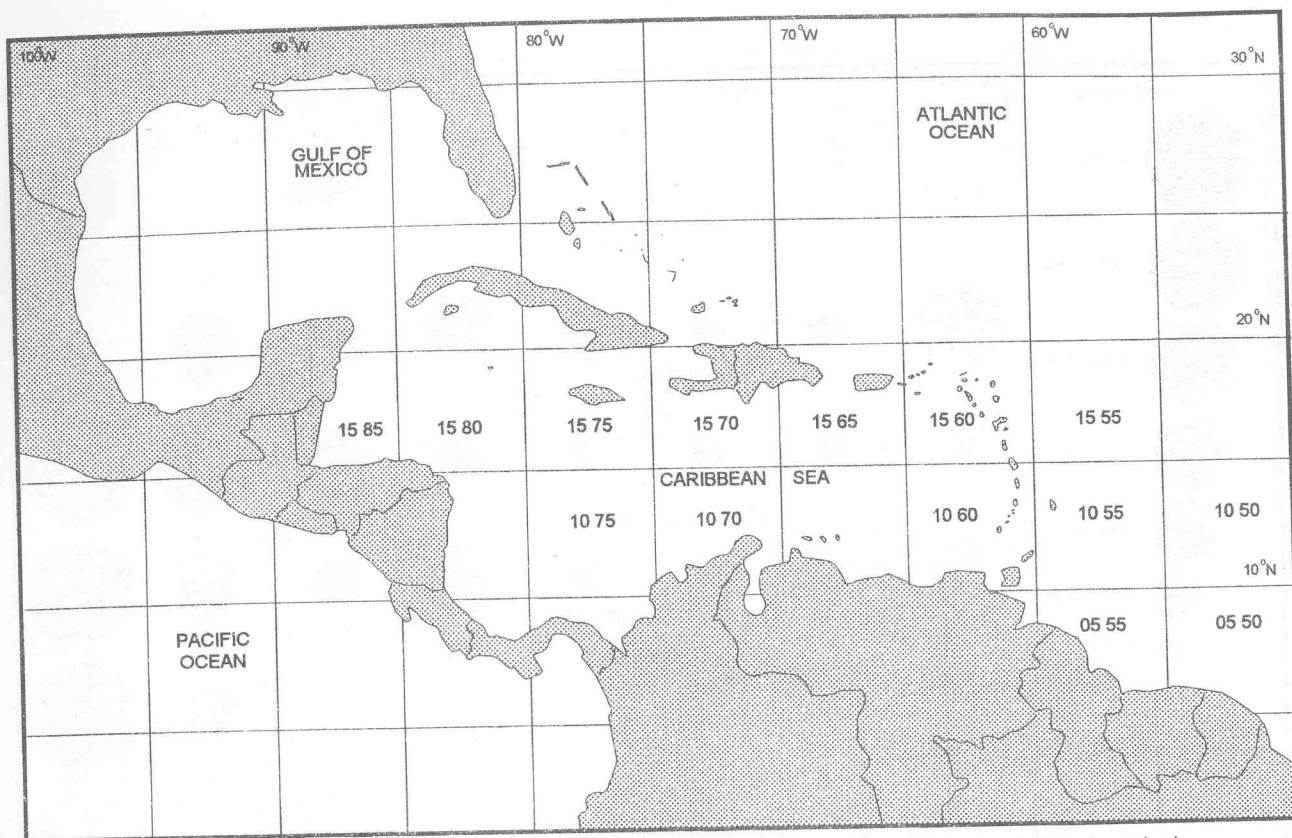 100°W
90°W
80°W
70°W
60°W
30°N
ATLANTIC
OCEAN
GULF OF
MEXICO
20°N
15 85
15 80
15 75
15 70
15 65
15 60
15 55
CARIBBEAN SEA
10 75
10 70
10 60
10 55
10 50
10°N
PACIFIC
OCEAN
05 55
05 50